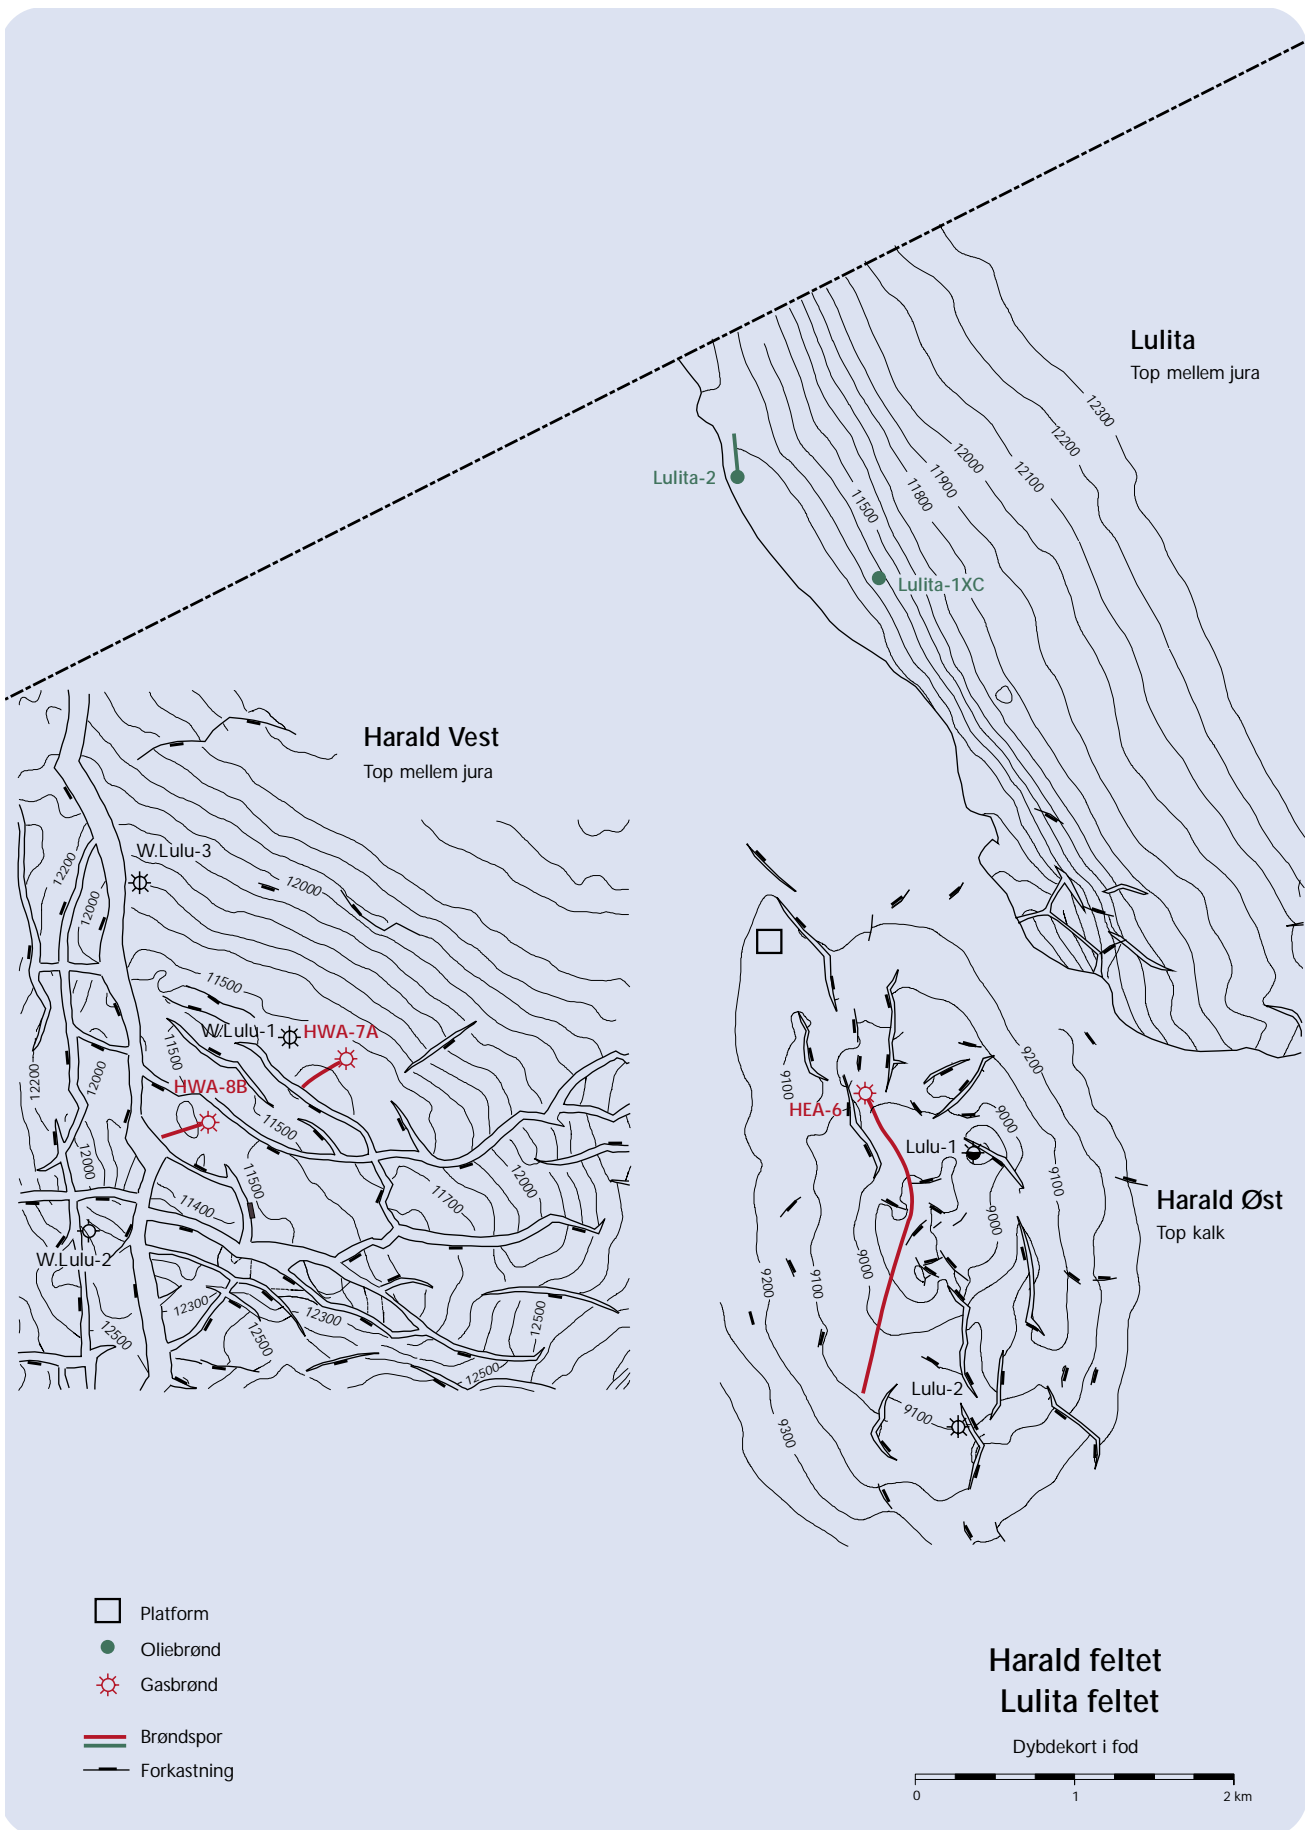 Lulita
Top mellem jura
12300
12200
12100
12000
11900
11800
11500
Lulita-2
Lulita-1XC
Harald Vest
Top mellem jura
W.Lulu-3
12200
12000
12000
11500
W.Lulu-1
HWA-7A
11500
HWA-8B
12200
12000
11500
12000
11500
11400
11700
12000
W.Lulu-2
12300
12300
12500
12500
12500
12500
9200
9100
HEA-6
9000
Lulu-1
9100
9000
9000
9200
9100
Harald Øst
Top kalk
Lulu-2
9100
9300
Platform
Oliebrønd
Gasbrønd
Brøndspor
Forkastning
Harald feltet
Lulita feltet
Dybdekort i fod
0 1 2 km